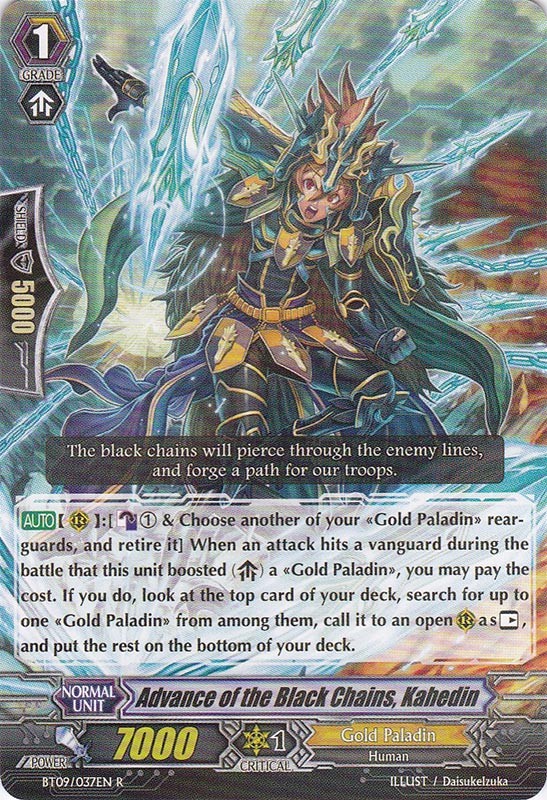 1
GRADE
SHIELD
5000
The black chains will pierce through the enemy lines,
and forge a path for our troops.
AUTO【 R 】:[ 1 & Choose another of your «Gold Paladin» rear-
guards, and retire it] When an attack hits a vanguard during the
battle that this unit boosted ( ) a «Gold Paladin», you may pay the
cost. If you do, look at the top card of your deck, search for up to
one «Gold Paladin» from among them, call it to an open R as ,
and put the rest on the bottom of your deck.
NORMAL
UNIT
Advance of the Black Chains, Kahedin
POWER
7000
1
CRITICAL
Gold Paladin
Human
BT09/037EN R
ILLUST / DaisukeIzuka